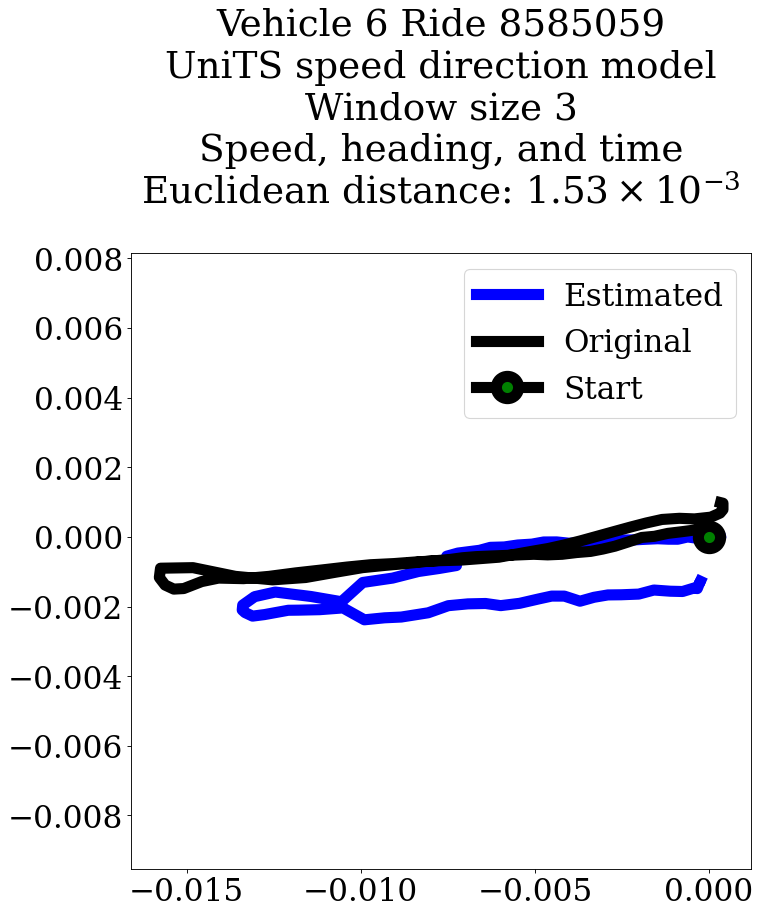 Vehicle 6 Ride 8585059
UniTS speed direction model
Window size 3
Speed, heading, and time
Euclidean distance: 1.53 × 10⁻³
0.008
Estimated
0.006
Original
0.004
Start
0.002
0.000
−0.002
−0.004
−0.006
−0.008
−0.015 −0.010 −0.005 0.000